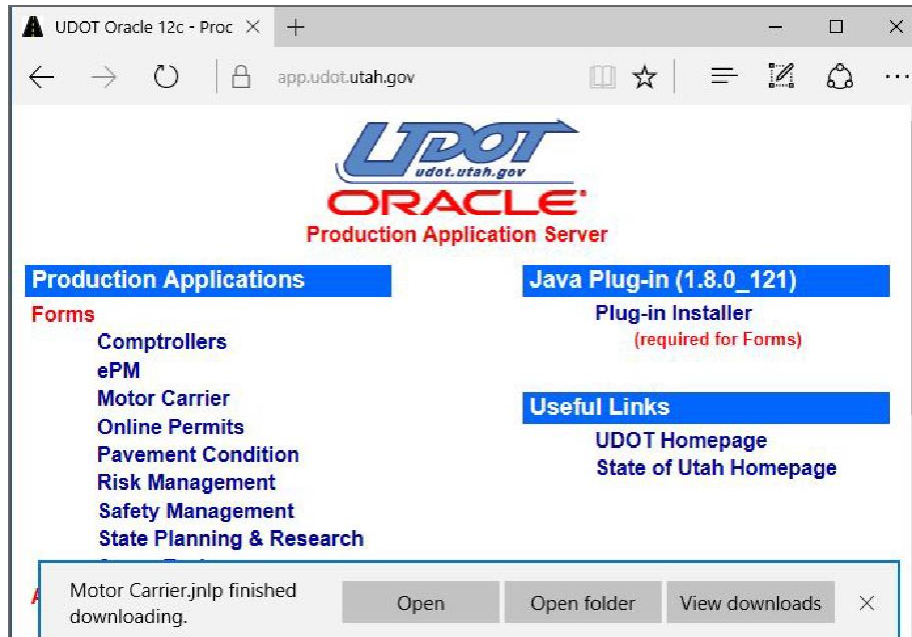 UDOT Oracle 12c - Proc
app.udot.utah.gov
UDOT
udot.utah.gov
ORACLE
Production Application Server
Production Applications
Forms
Comptrollers
ePM
Motor Carrier
Online Permits
Pavement Condition
Risk Management
Safety Management
State Planning & Research
Java Plug-in (1.8.0_121)
Plug-in Installer
(required for Forms)
Useful Links
UDOT Homepage
State of Utah Homepage
Motor Carrier.jnlp finished
downloading.
Open
Open folder
View downloads